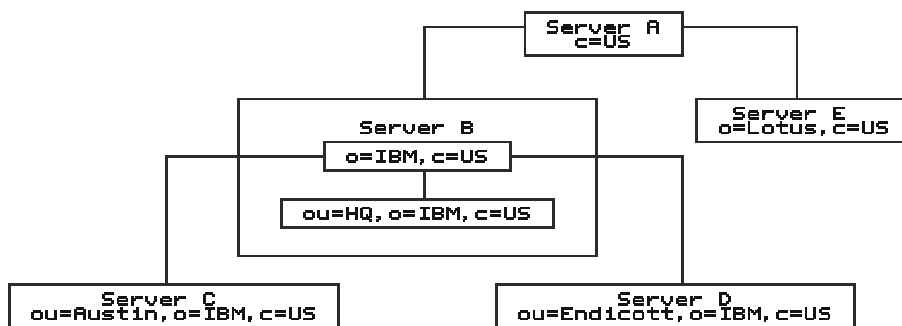 Server A
c=US
Server E
o=Lotus, c=US
Server B
o=IBM, c=US
ou=HQ, o=IBM, c=US
Server C
ou=Austin, o=IBM, c=US
Server D
ou=Endicott, o=IBM, c=US